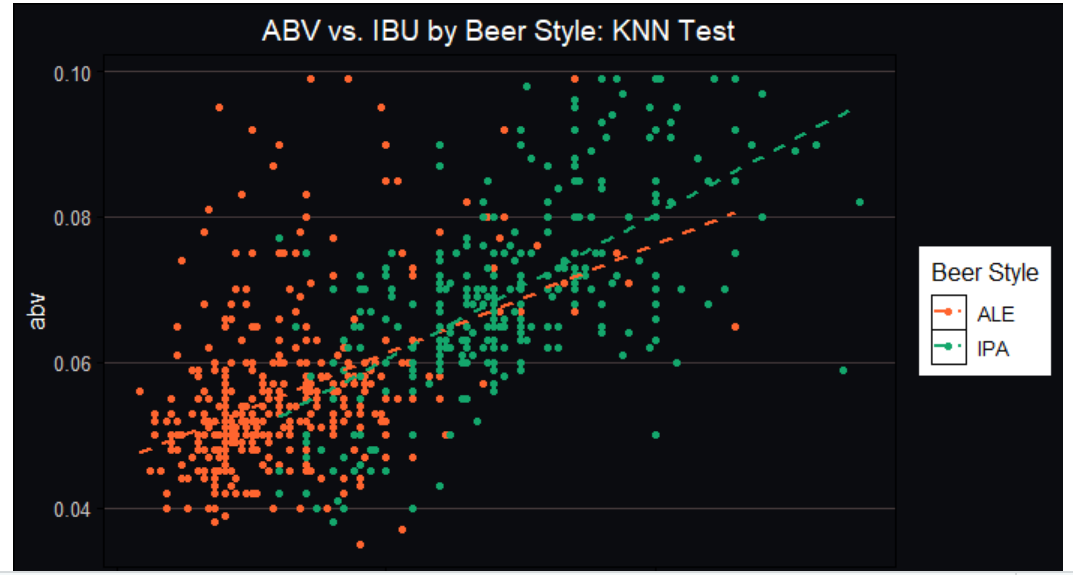 ABV vs. IBU by Beer Style: KNN Test
0.10
0.08
0.06
0.04
abv
Beer Style
ALE
IPA